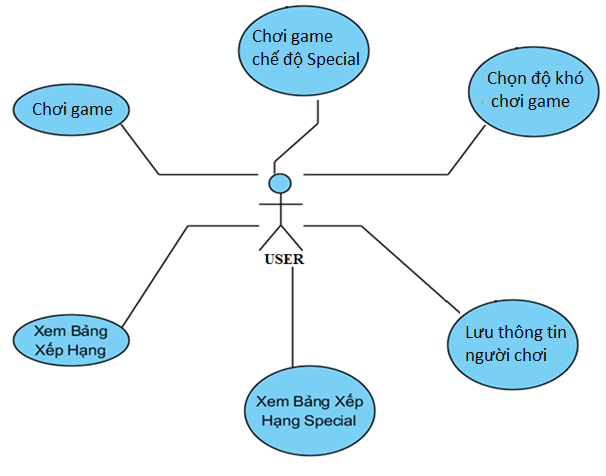 Chơi game
chế độ Special
Chọn độ khó
chơi game
Chơi game
USER
Xem Bảng
Xếp Hạng
Lưu thông tin
người chơi
Xem Bảng Xếp
Hạng Special